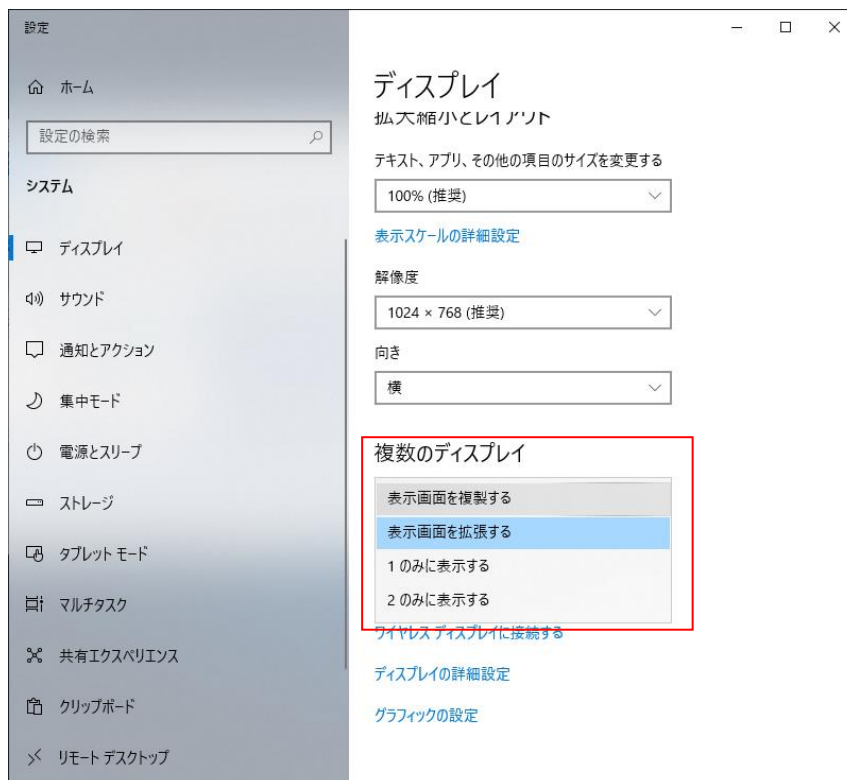 設定
ホーム
設定の検索
システム
ディスプレイ
サウンド
通知とアクション
集中モード
電源とスリープ
ストレージ
タブレット モード
マルチタスク
共有エクスペリエンス
クリップボード
リモート デスクトップ
ディスプレイ
拡大縮小とレイアウト
テキスト、アプリ、その他の項目のサイズを変更する
100% (推奨)
表示スケールの詳細設定
解像度
1024 × 768 (推奨)
向き
横
複数のディスプレイ
表示画面を複製する
表示画面を拡張する
1 のみに表示する
2 のみに表示する
ワイヤレス ディスプレイに接続する
ディスプレイの詳細設定
グラフィックの設定